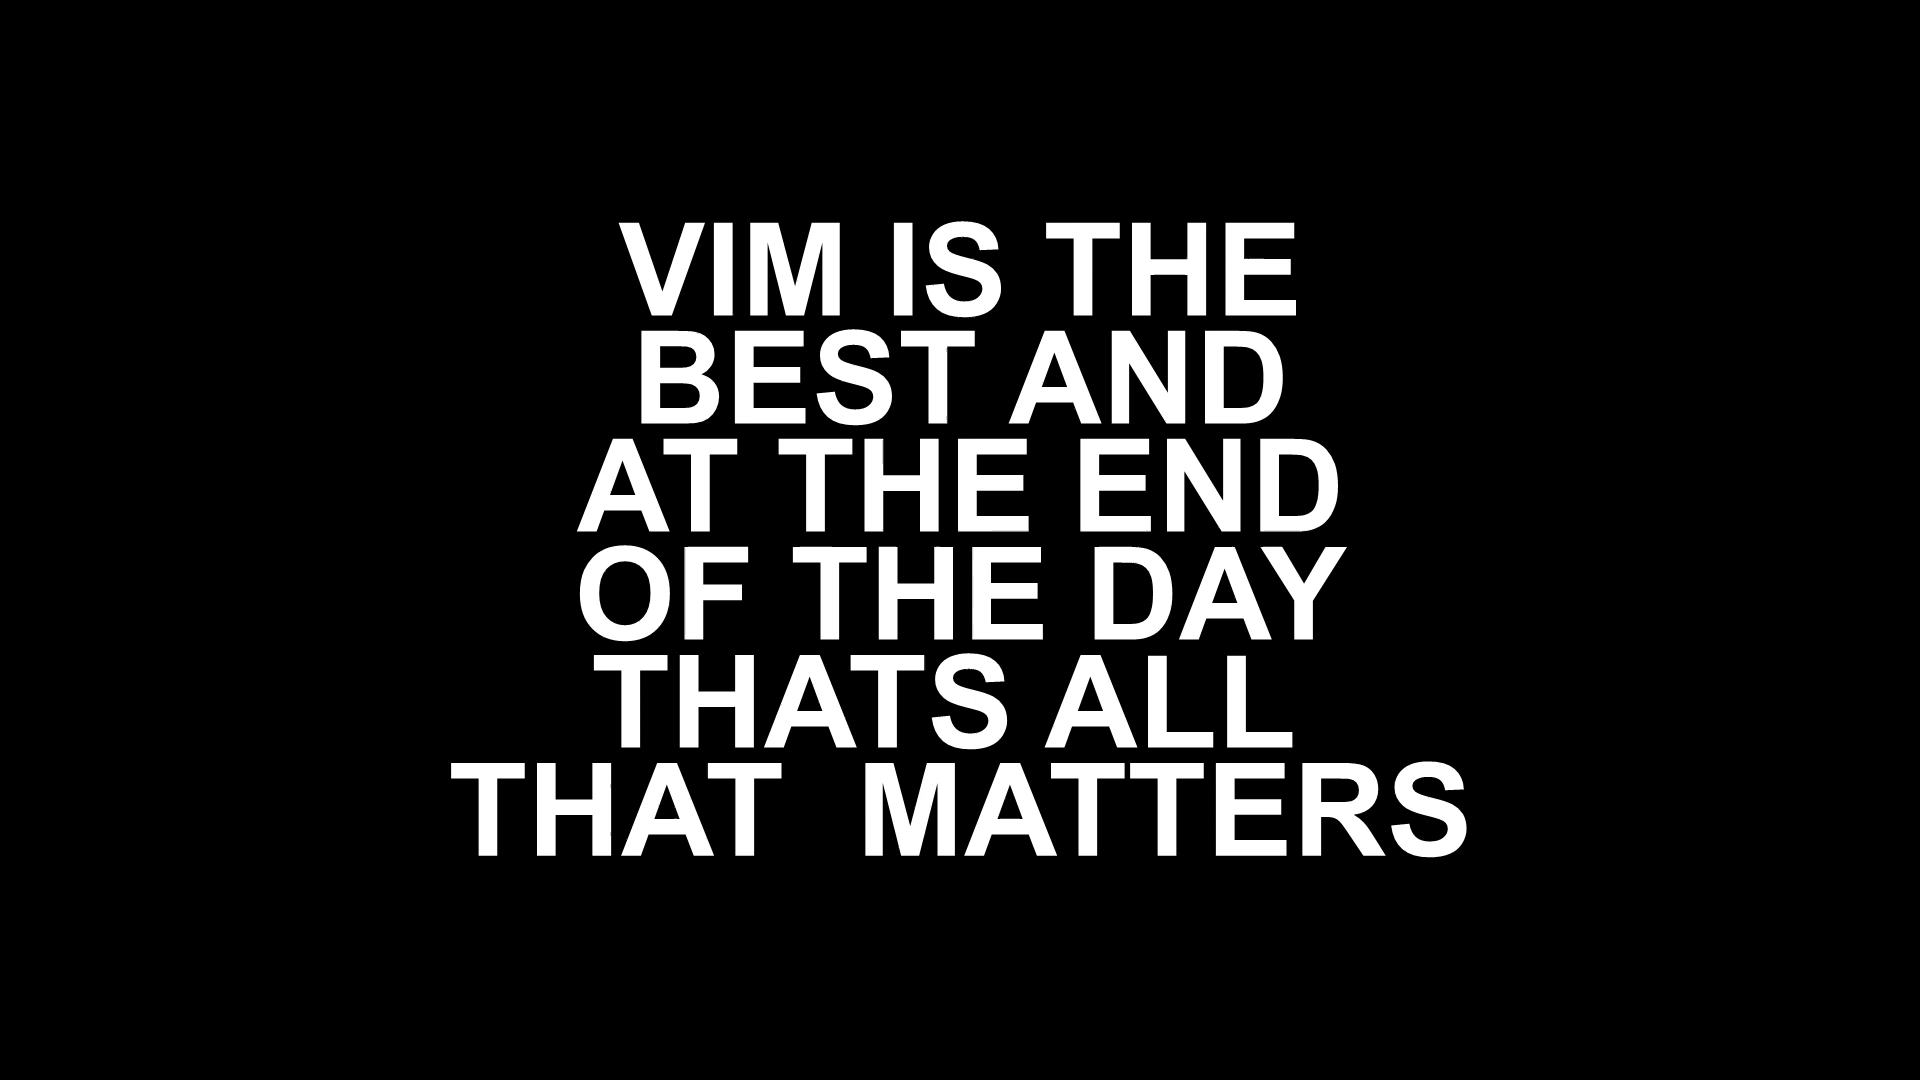 VIM IS THE
BEST AND
AT THE END
OF THE DAY
THATS ALL
THAT  MATTERS